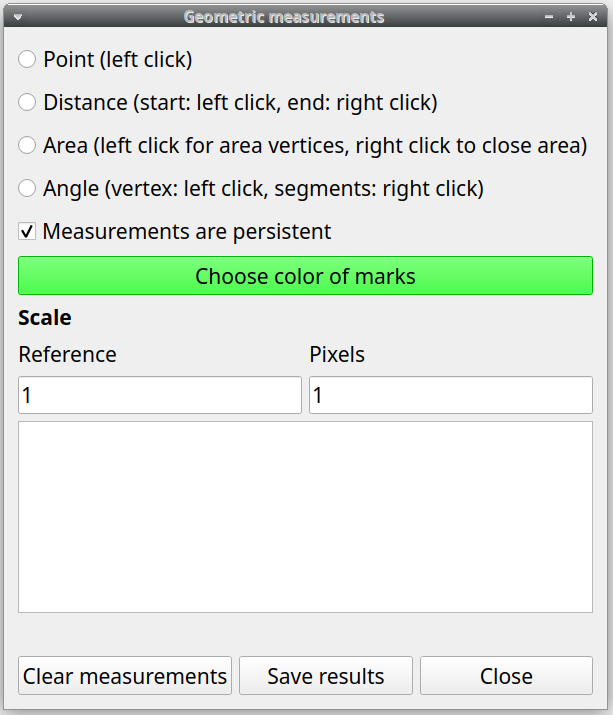 Geometric measurements
Point (left click)
Distance (start: left click, end: right click)
Area (left click for area vertices, right click to close area)
Angle (vertex: left click, segments: right click)
Measurements are persistent
Choose color of marks
Scale
Reference Pixels
1 1
Clear measurements Save results Close